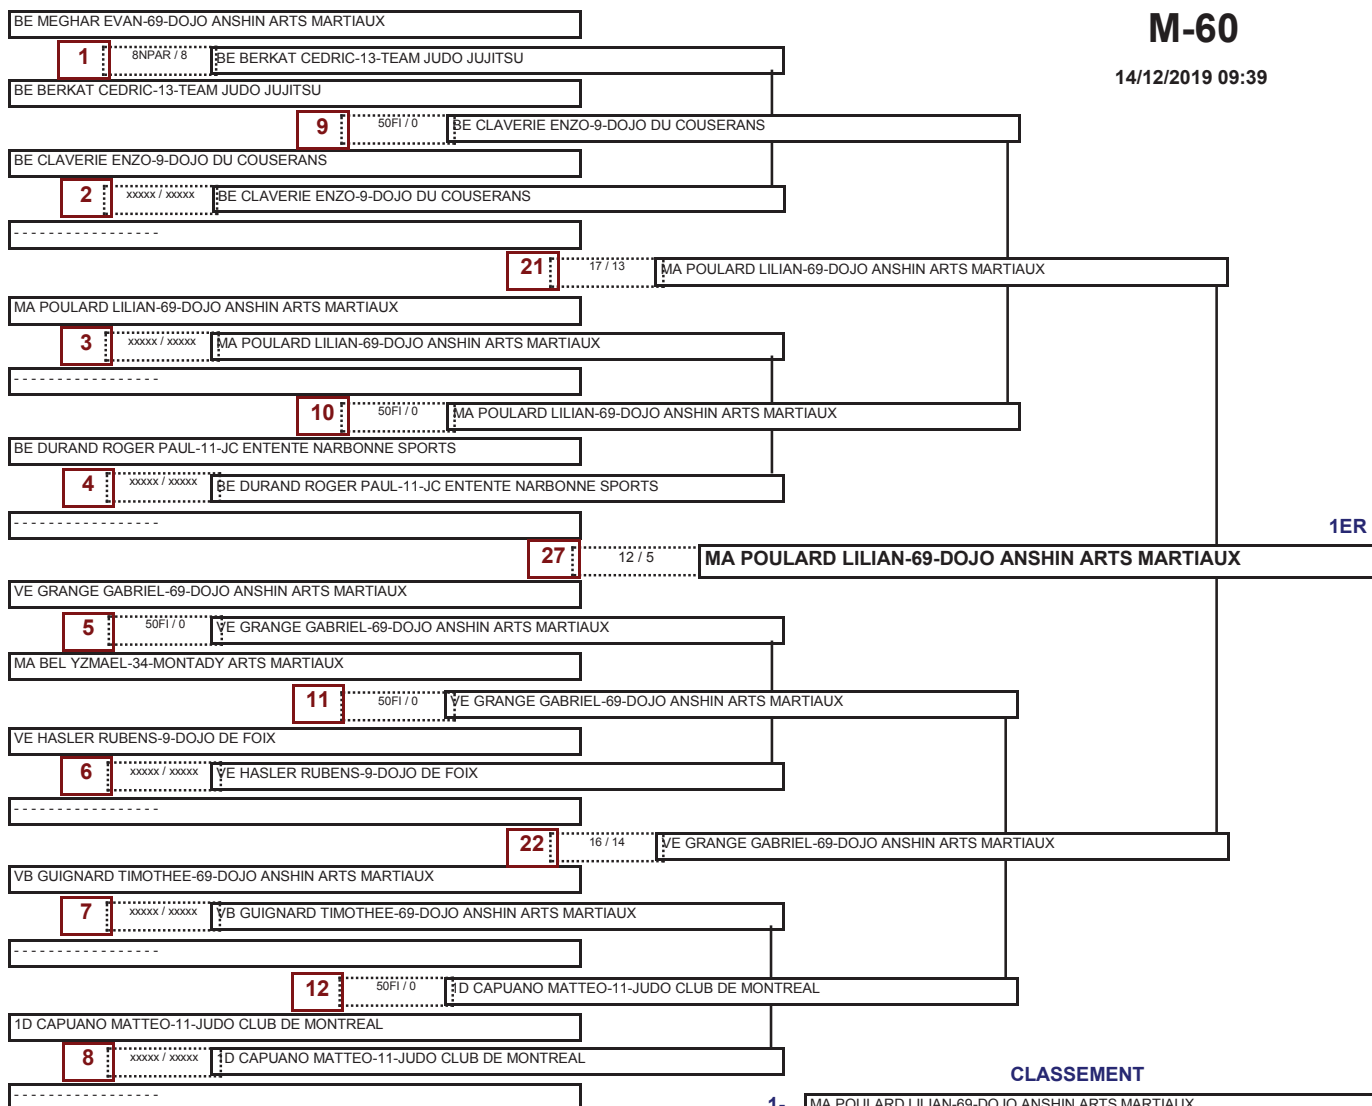 BE MEGHAR EVAN-69-DOJO ANSHIN ARTS MARTIAUX
M-60
1 8NPAR / 8 BE BERKAT CEDRIC-13-TEAM JUDO JUJITSU
14/12/2019 09:39
BE BERKAT CEDRIC-13-TEAM JUDO JUJITSU
9 50FI / 0 BE CLAVERIE ENZO-9-DOJO DU COUSERANS
BE CLAVERIE ENZO-9-DOJO DU COUSERANS
2 xxxxx / xxxxx BE CLAVERIE ENZO-9-DOJO DU COUSERANS
- - - - - - - - - - - - - - - - -
21 17 / 13 MA POULARD LILIAN-69-DOJO ANSHIN ARTS MARTIAUX
MA POULARD LILIAN-69-DOJO ANSHIN ARTS MARTIAUX
3 xxxxx / xxxxx MA POULARD LILIAN-69-DOJO ANSHIN ARTS MARTIAUX
- - - - - - - - - - - - - - - - -
10 50FI / 0 MA POULARD LILIAN-69-DOJO ANSHIN ARTS MARTIAUX
BE DURAND ROGER PAUL-11-JC ENTENTE NARBONNE SPORTS
4 xxxxx / xxxxx BE DURAND ROGER PAUL-11-JC ENTENTE NARBONNE SPORTS
- - - - - - - - - - - - - - - - -
1ER
27 12 / 5 MA POULARD LILIAN-69-DOJO ANSHIN ARTS MARTIAUX
VE GRANGE GABRIEL-69-DOJO ANSHIN ARTS MARTIAUX
5 50FI / 0 VE GRANGE GABRIEL-69-DOJO ANSHIN ARTS MARTIAUX
MA BEL YZMAEL-34-MONTADY ARTS MARTIAUX
11 50FI / 0 VE GRANGE GABRIEL-69-DOJO ANSHIN ARTS MARTIAUX
VE HASLER RUBENS-9-DOJO DE FOIX
6 xxxxx / xxxxx VE HASLER RUBENS-9-DOJO DE FOIX
- - - - - - - - - - - - - - - - -
22 16 / 14 VE GRANGE GABRIEL-69-DOJO ANSHIN ARTS MARTIAUX
VB GUIGNARD TIMOTHEE-69-DOJO ANSHIN ARTS MARTIAUX
7 xxxxx / xxxxx VB GUIGNARD TIMOTHEE-69-DOJO ANSHIN ARTS MARTIAUX
- - - - - - - - - - - - - - - - -
12 50FI / 0 1D CAPUANO MATTEO-11-JUDO CLUB DE MONTREAL
1D CAPUANO MATTEO-11-JUDO CLUB DE MONTREAL
8 xxxxx / xxxxx 1D CAPUANO MATTEO-11-JUDO CLUB DE MONTREAL
CLASSEMENT
- - - - - - - - - - - - - - - - -
1- MA POULARD LILIAN-69-DOJO ANSHIN ARTS MARTIAUX